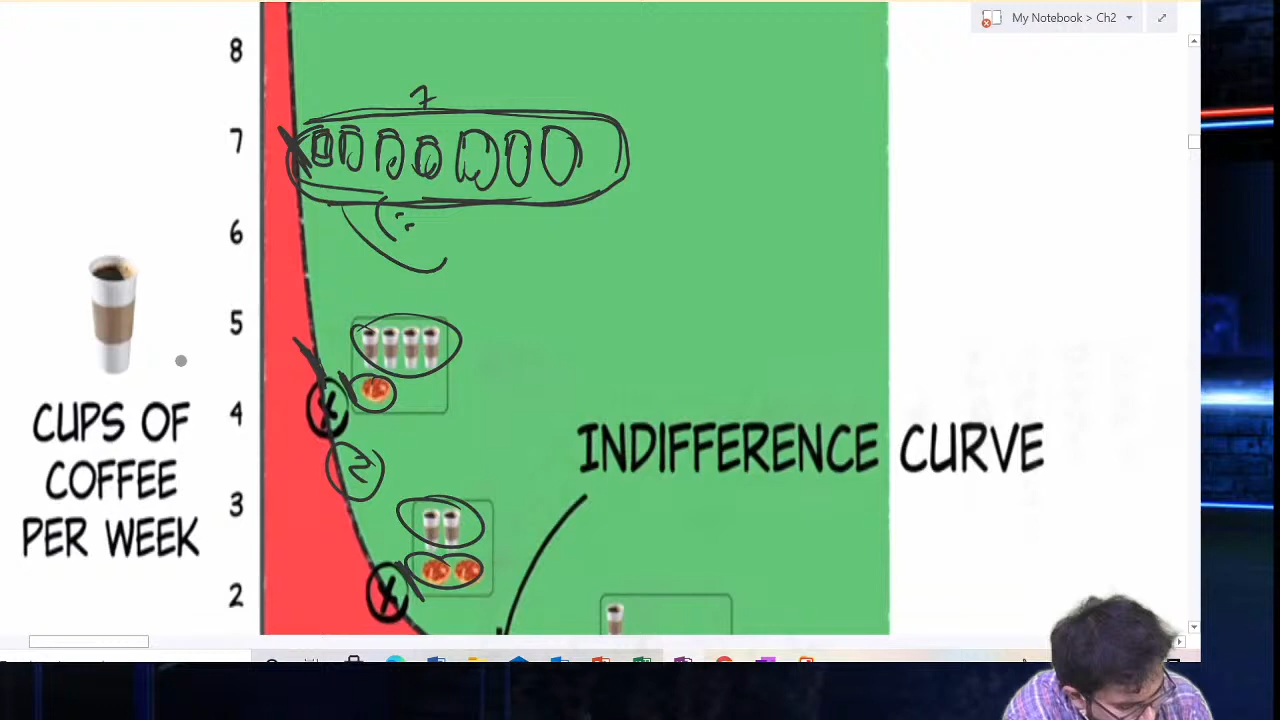 My Notebook > Ch2
8
7
7
6
5
4
3
2
2
CUPS OF
COFFEE
PER WEEK
INDIFFERENCE CURVE